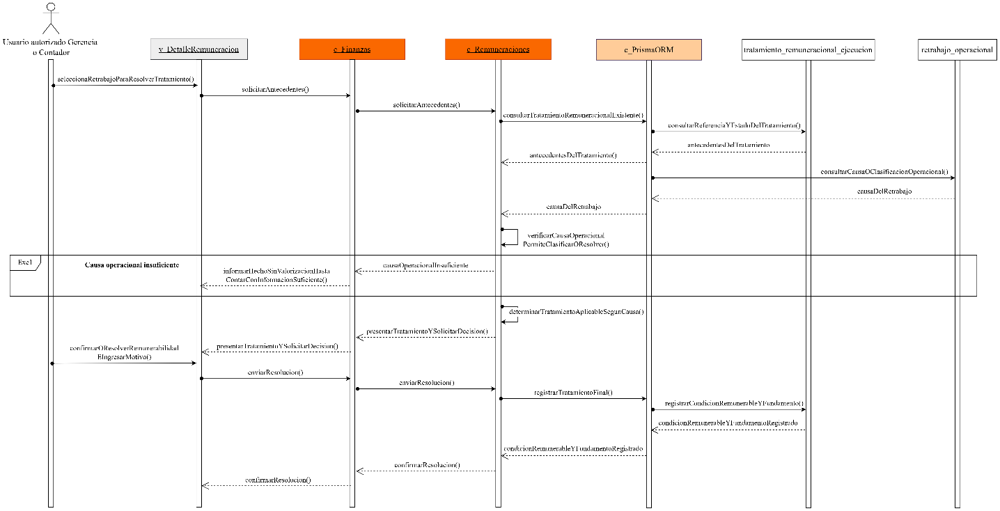 Usuario autorizado Gerencia
o Contador
v_DetalleRemuneracion
c_Finanzas
c_Remuneraciones
c_PrismaORM
tratamiento_remuneracional_ejecucion
retrabajo_operacional
seleccionaRetrabajoParaResolverTratamiento()
solicitarAntecedentes()
solicitarAntecedentes()
consultarTratamientoRemuneracionalExistente()
consultarReferenciaYEstadoDelTratamiento()
antecedentesDelTratamiento
antecedentesDelTratamiento()
consultarCausaOClasificacionOperacional()
causaDelRetrabajo
causaDelRetrabajo
verificarCausaOperacional
PermiteClasificarOResolver()
Exc1
Causa operacional insuficiente
causaOperacionalInsuficiente
informarHechoSinValorizacionHasta
ContarConInformacionSuficiente()
determinarTratamientoAplicableSegunCausa()
presentarTratamientoYSolicitarDecision()
presentarTratamientoYSolicitarDecision()
confirmarOResolverRemunerabilidad
EIngresarMotivo()
enviarResolucion()
enviarResolucion()
registrarTratamientoFinal()
registrarCondicionRemunerableYFundamento()
condicionRemunerableYFundamentoRegistrado
condicionRemunerableYFundamentoRegistrado
confirmarResolucion()
confirmarResolucion()